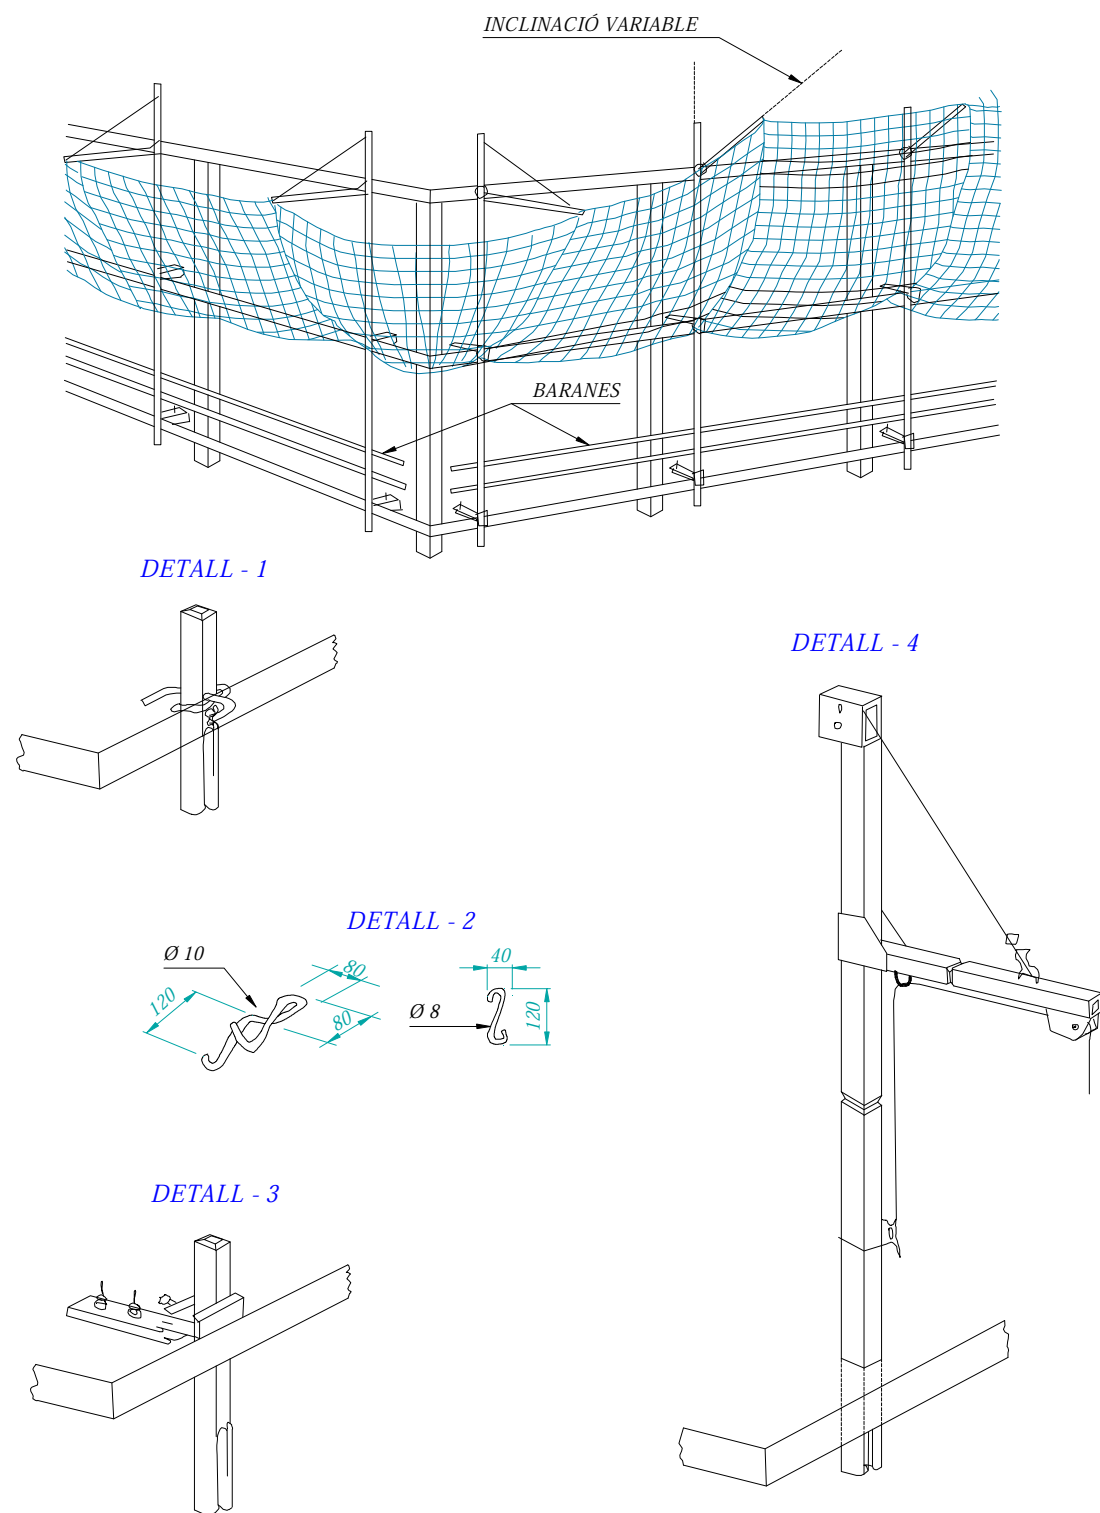 INCLINACIÓ VARIABLE
BARANES
DETALL - 1
DETALL - 4
DETALL - 2
Ø 10
80
40
120
Ø 8
120
80
DETALL - 3